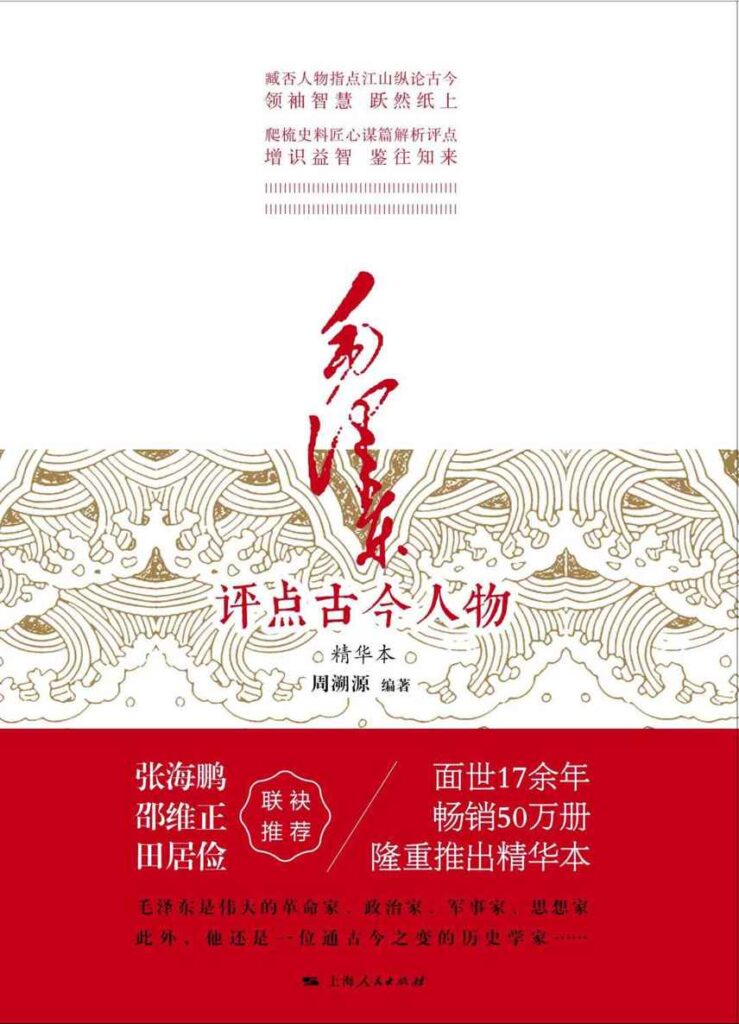 臧否人物指点江山纵论古今
领袖智慧 跃然纸上
爬梳史料匠心谋篇解析评点
增识益智 鉴往知来
毛泽东
评点古今人物
精华本
周溯源 编著
张海鹏
邵维正
田居俭
联袂
推荐
面世17余年
畅销50万册
隆重推出精华本
毛泽东是伟大的革命家、政治家、军事家、思想家
此外，他还是一位通古今之变的历史学家……
上海人民出版社